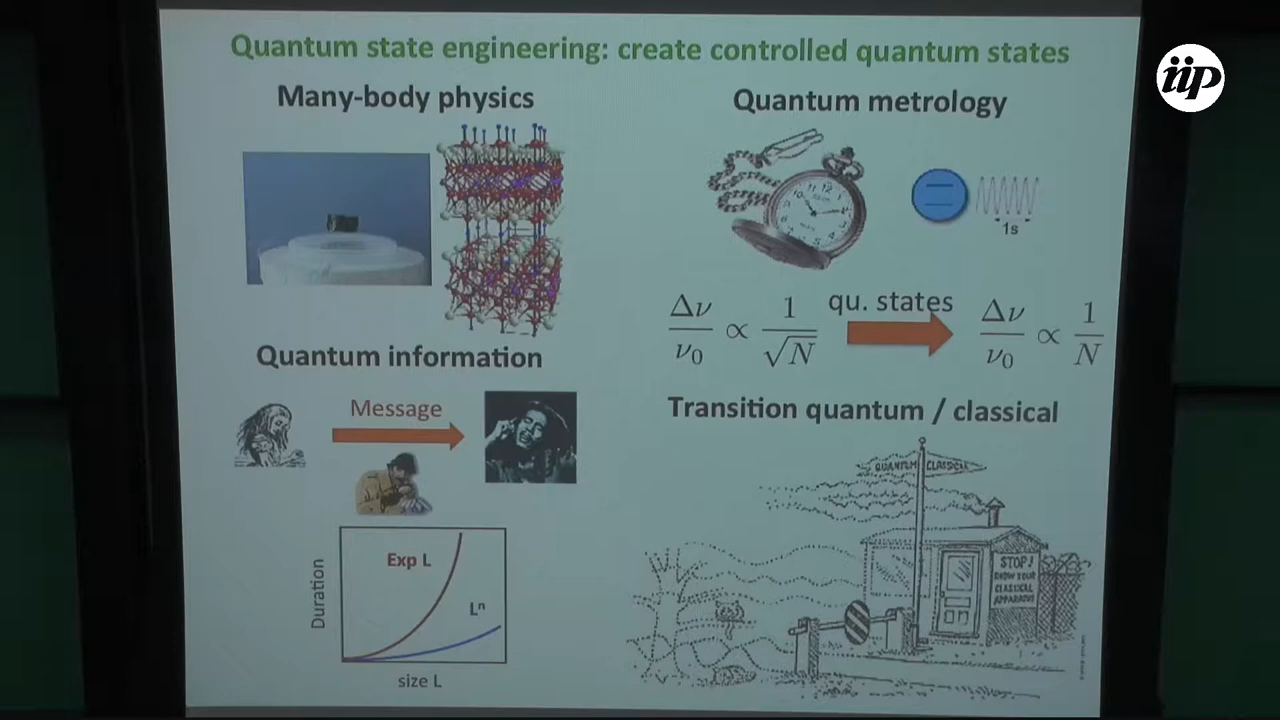 Quantum state engineering: create controlled quantum states
iip
Many-body physics
Quantum metrology
1s
Δν/ν₀ ∝ 1/√N
qu. states
Δν/ν₀ ∝ 1/N
Quantum information
Message
Transition quantum / classical
QUANTUM CLASSICAL
STOP!
SHOW YOUR
CLASSICAL
APPARATUS
Exp L
Lⁿ
Duration
size L